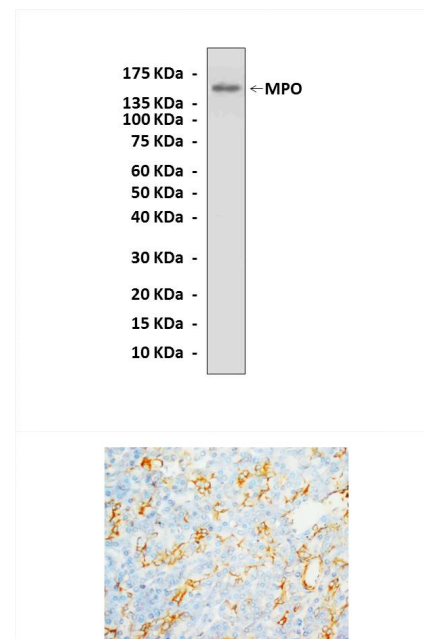 175 KDa -
←MPO
135 KDa -
100 KDa -
75 KDa -
60 KDa -
50 KDa -
40 KDa -
30 KDa -
20 KDa -
15 KDa -
10 KDa -